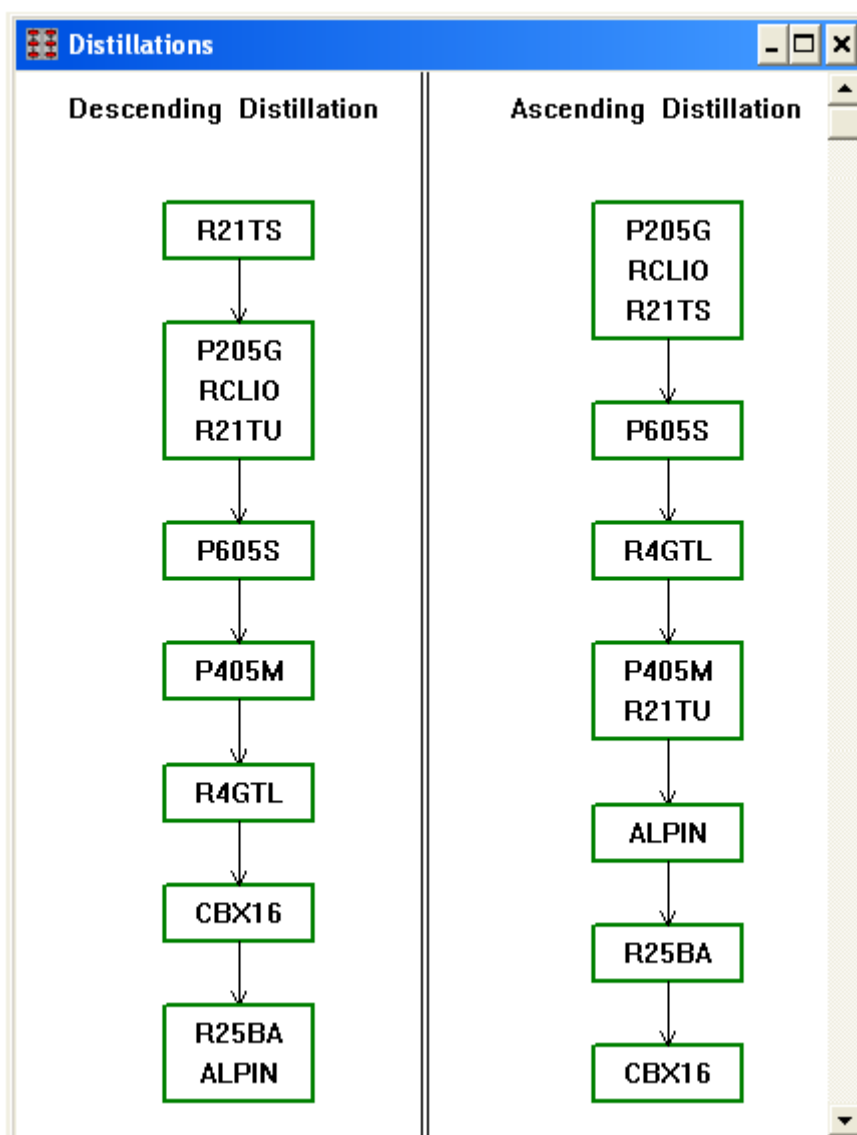 Distillations
Descending Distillation
R21TS
P205G
RCLIO
R21TU
P605S
P405M
R4GTL
CBX16
R25BA
ALPIN
Ascending Distillation
P205G
RCLIO
R21TS
P605S
R4GTL
P405M
R21TU
ALPIN
R25BA
CBX16